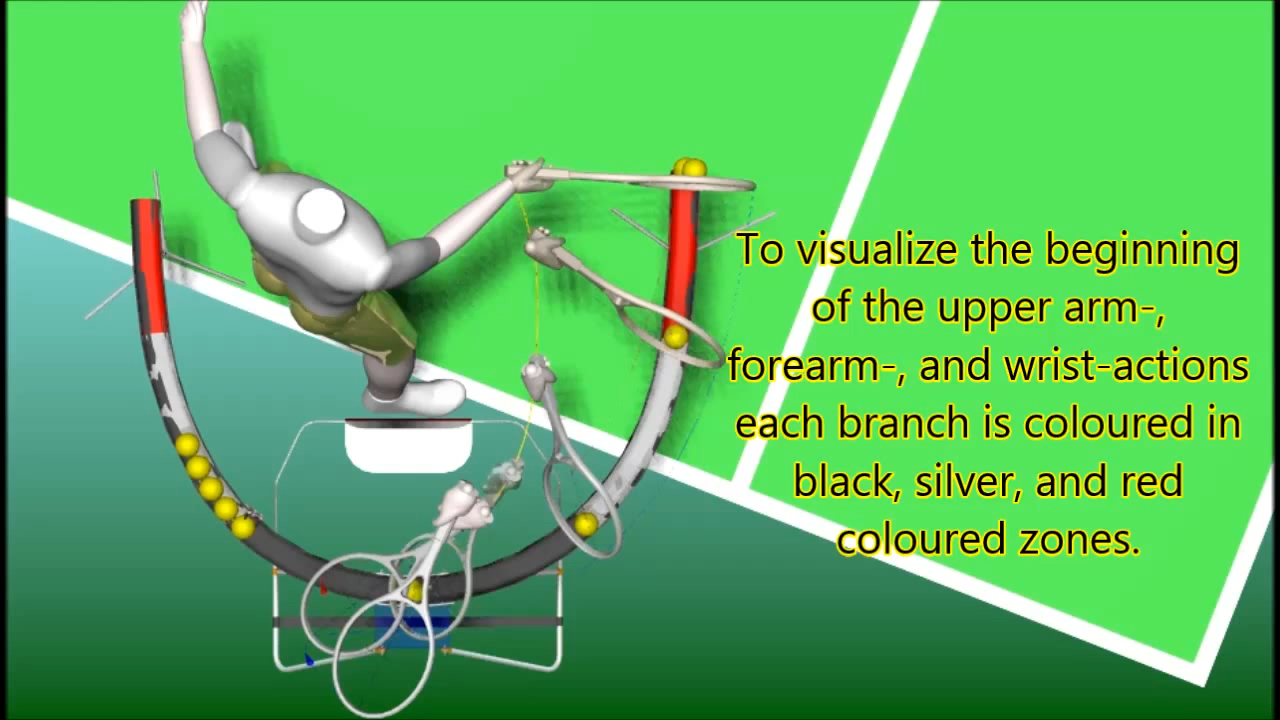 To visualize the beginning
of the upper arm-,
forearm-, and wrist-actions
each branch is coloured in
black, silver, and red
coloured zones.